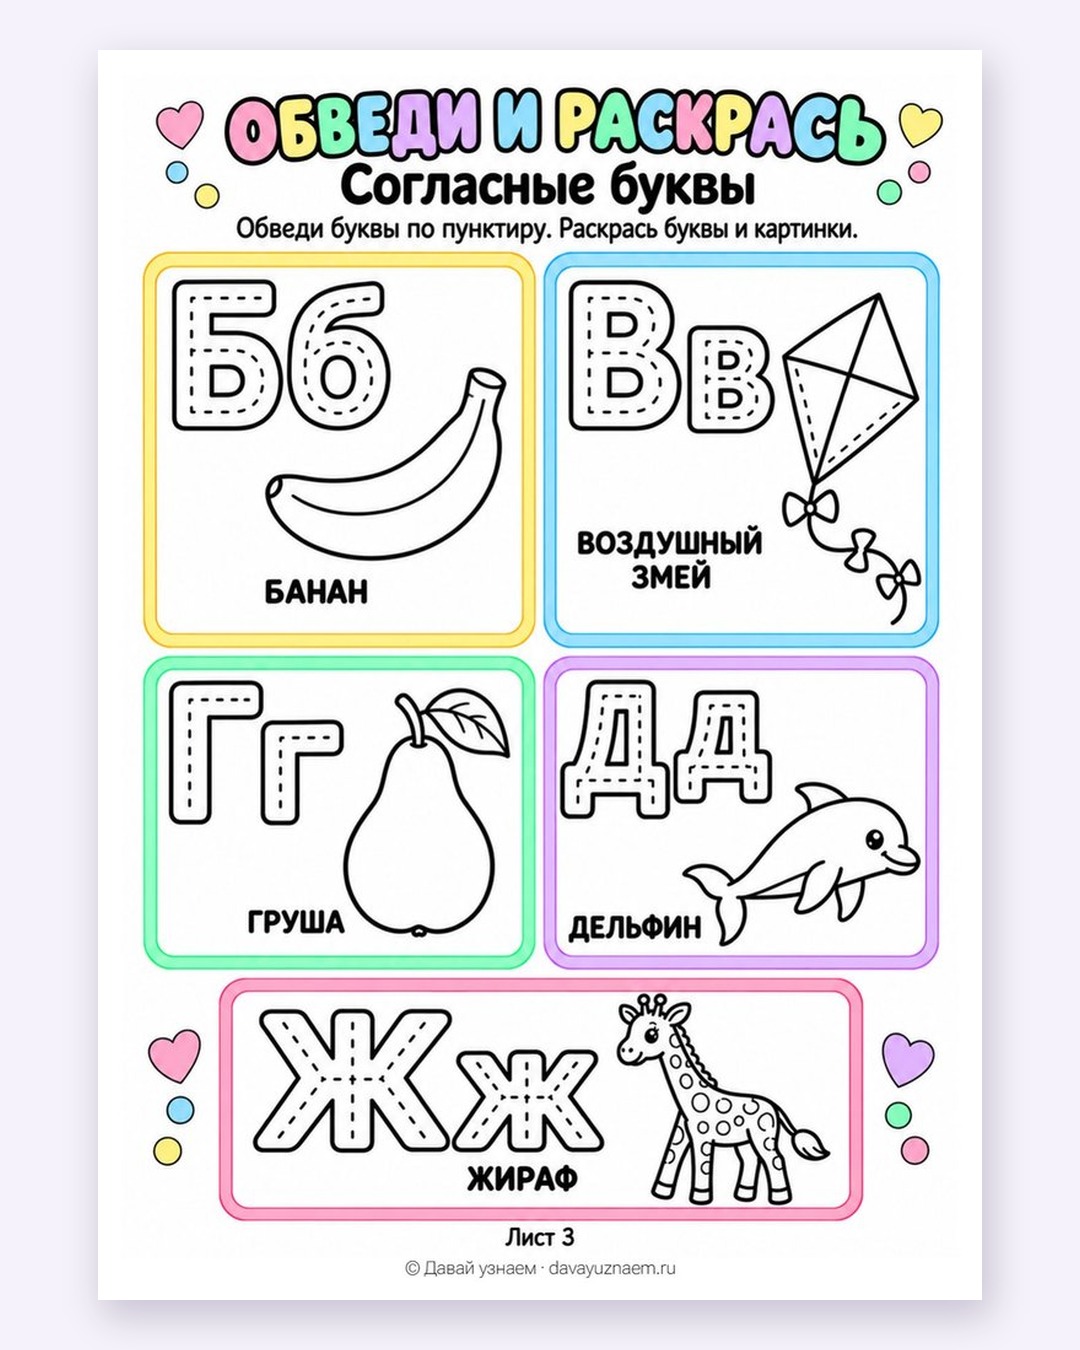 ОБВЕДИ И РАСКРАСЬ
Согласные буквы
Обведи буквы по пунктиру. Раскрась буквы и картинки.
Бб
БАНАН
Вв
ВОЗДУШНЫЙ
ЗМЕЙ
Гг
ГРУША
Дд
ДЕЛЬФИН
Жж
ЖИРАФ
Лист 3
© Давай узнаем · davayuznaem.ru